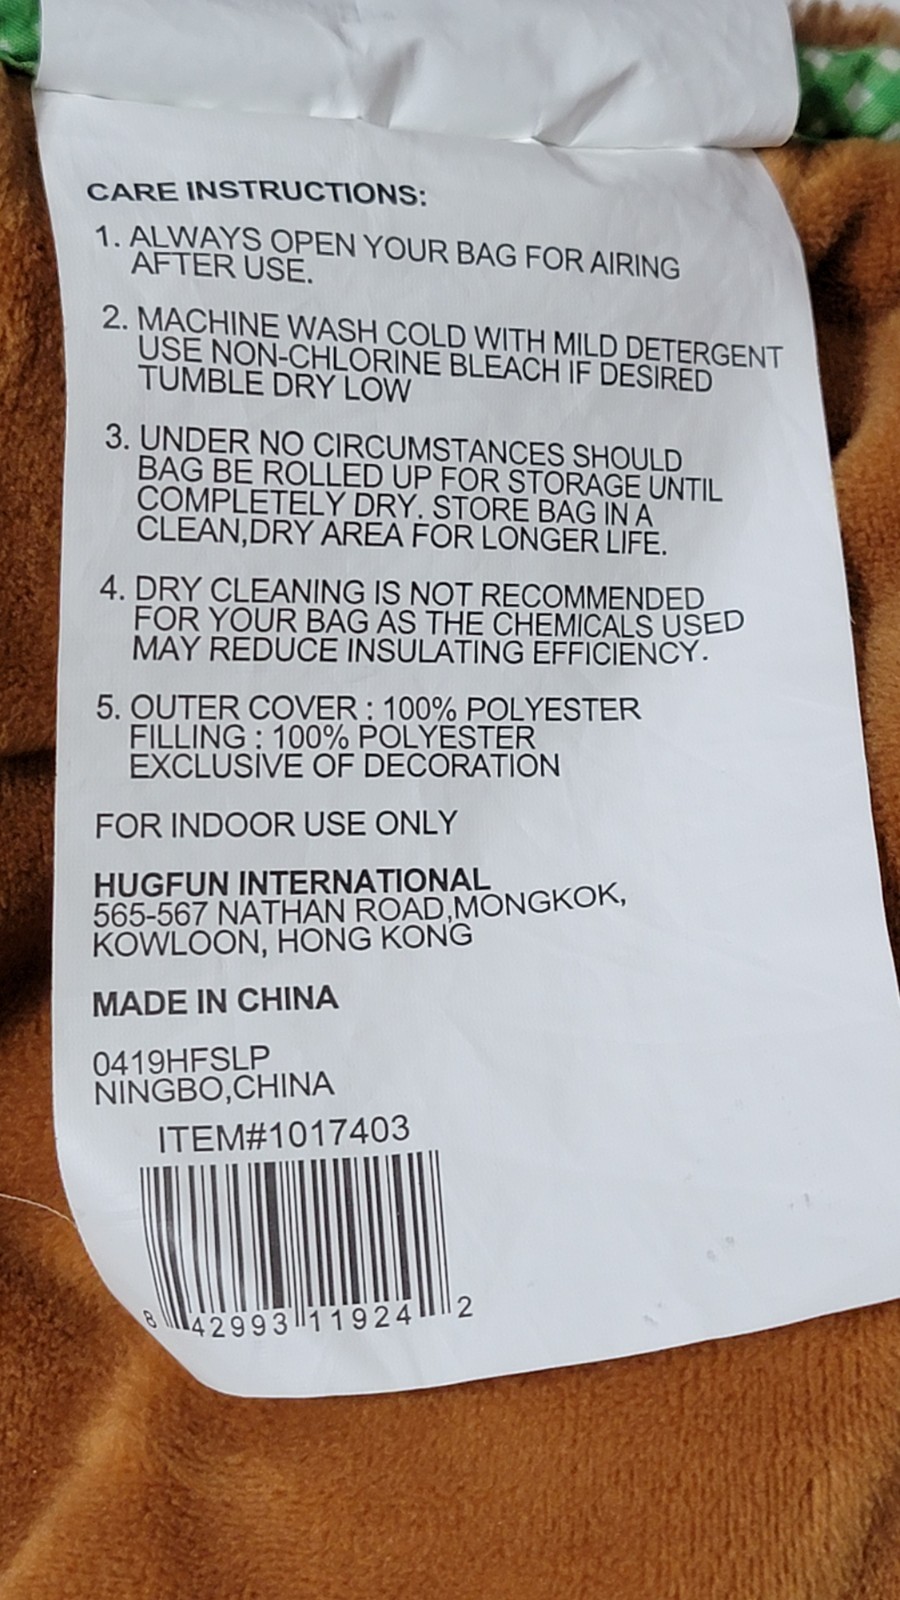 CARE INSTRUCTIONS:
1. ALWAYS OPEN YOUR BAG FOR AIRING
AFTER USE.
2. MACHINE WASH COLD WITH MILD DETERGENT
USE NON-CHLORINE BLEACH IF DESIRED
TUMBLE DRY LOW
3. UNDER NO CIRCUMSTANCES SHOULD
BAG BE ROLLED UP FOR STORAGE UNTIL
COMPLETELY DRY. STORE BAG IN A
CLEAN,DRY AREA FOR LONGER LIFE.
4. DRY CLEANING IS NOT RECOMMENDED
FOR YOUR BAG AS THE CHEMICALS USED
MAY REDUCE INSULATING EFFICIENCY.
5. OUTER COVER : 100% POLYESTER
FILLING : 100% POLYESTER
EXCLUSIVE OF DECORATION
FOR INDOOR USE ONLY
HUGFUN INTERNATIONAL
565-567 NATHAN ROAD,MONGKOK,
KOWLOON, HONG KONG
MADE IN CHINA
0419HFSLP
NINGBO,CHINA
ITEM#1017403
8 42993 11924 2